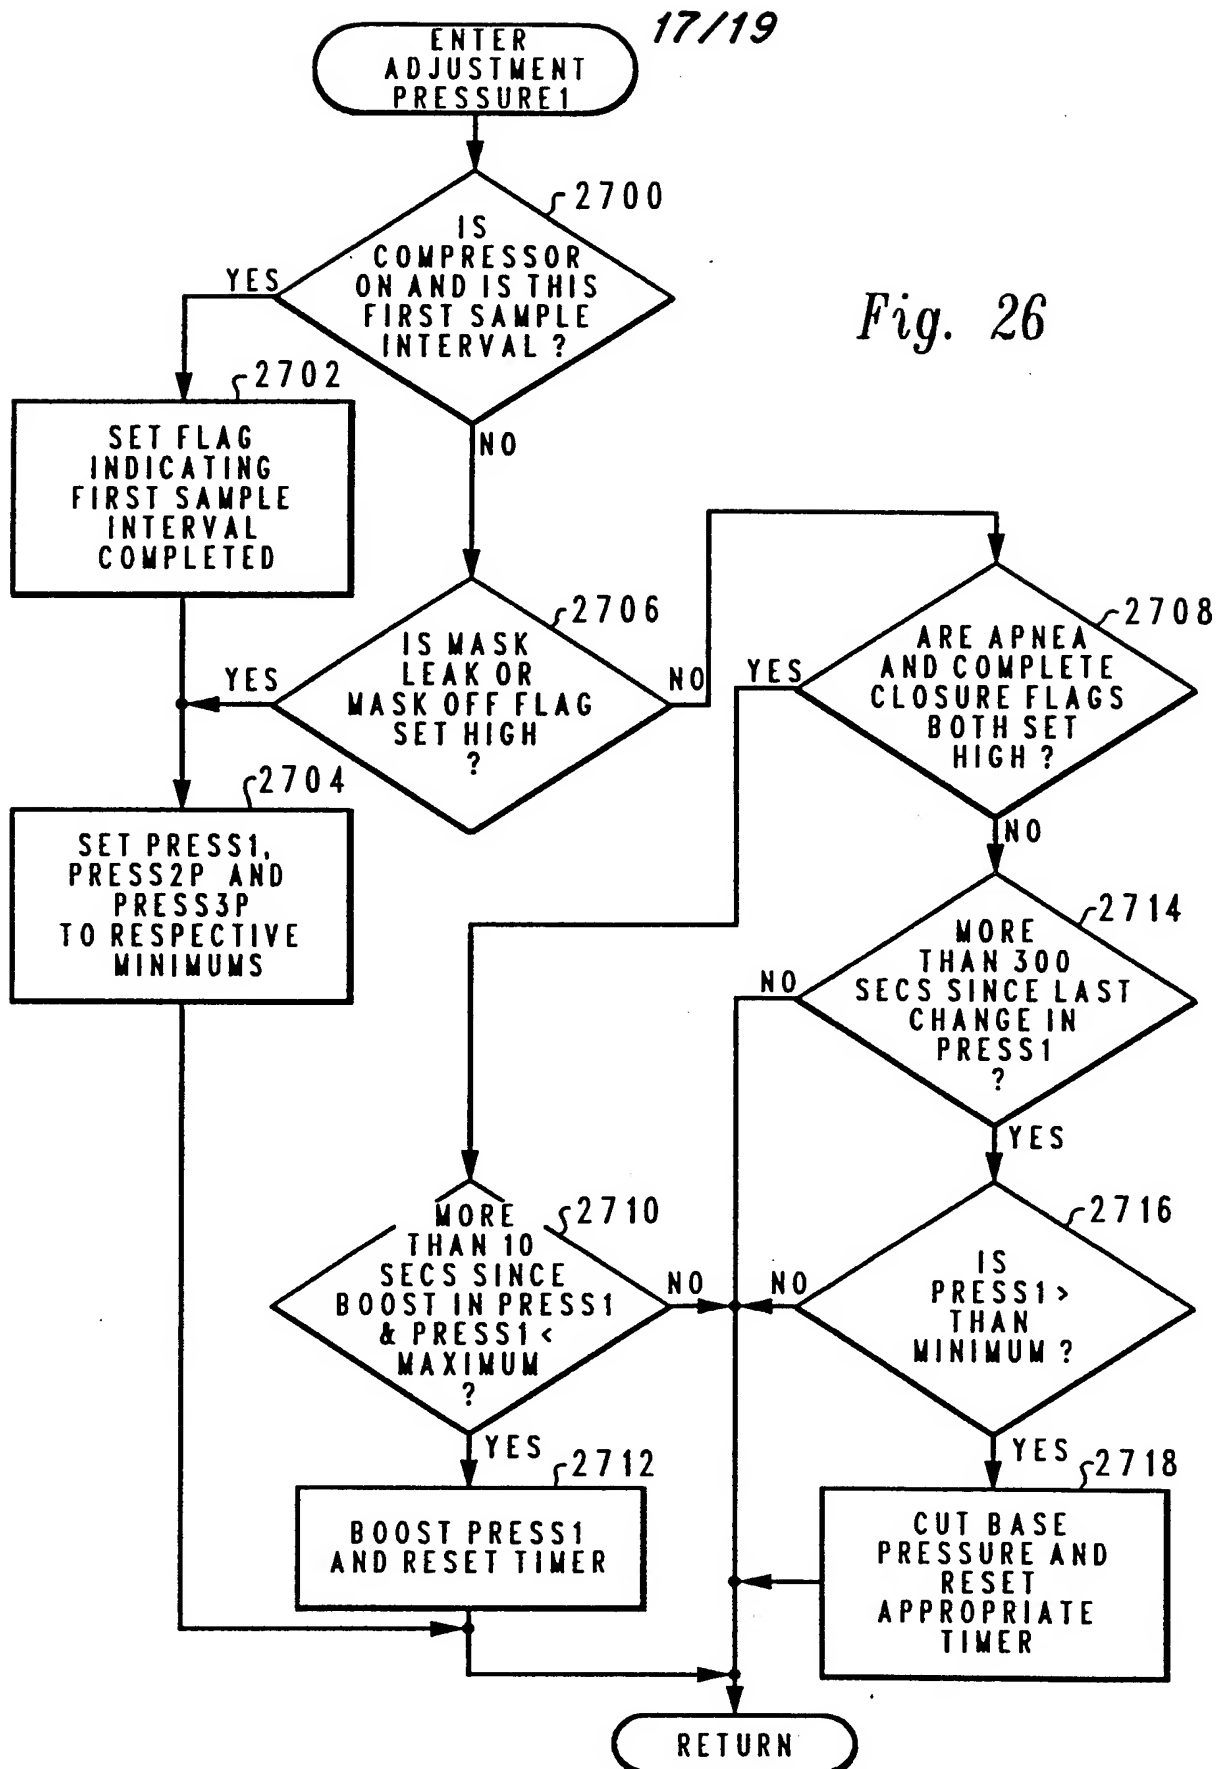 17/19
ENTER
ADJUSTMENT
PRESSURE1
2700
IS
COMPRESSOR
ON AND IS THIS
FIRST SAMPLE
INTERVAL ?
YES
NO
Fig. 26
2702
SET FLAG
INDICATING
FIRST SAMPLE
INTERVAL
COMPLETED
2706
IS MASK
LEAK OR
MASK OFF FLAG
SET HIGH
?
YES
NO
2708
ARE APNEA
AND COMPLETE
CLOSURE FLAGS
BOTH SET
HIGH ?
YES
NO
2704
SET PRESS1,
PRESS2P AND
PRESS3P
TO RESPECTIVE
MINIMUMS
2714
MORE
THAN 300
SECS SINCE LAST
CHANGE IN
PRESS1
?
NO
YES
2710
MORE
THAN 10
SECS SINCE
BOOST IN PRESS1
& PRESS1 <
MAXIMUM
?
NO
YES
2716
IS
PRESS1 >
THAN
MINIMUM ?
NO
YES
2712
BOOST PRESS1
AND RESET TIMER
2718
CUT BASE
PRESSURE AND
RESET
APPROPRIATE
TIMER
RETURN